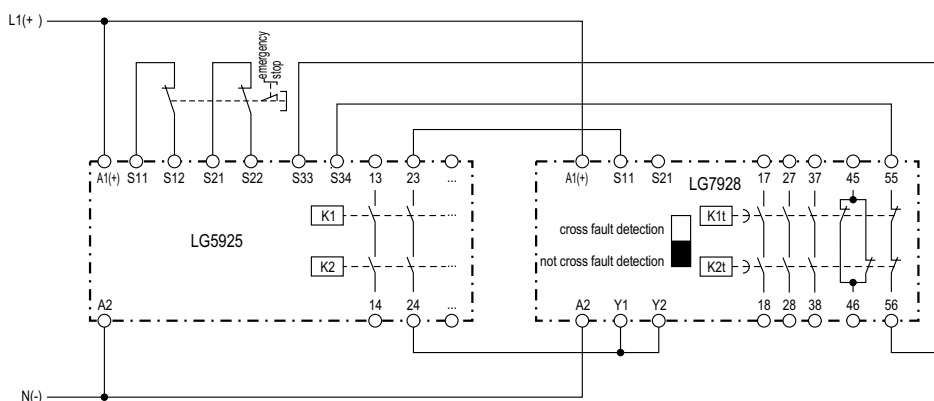 L1(+ )
emergency
stop
A1(+) S11 S12 S21 S22 S33 S34 13 23 ...
A1(+) S11 S21 17 27 37 45 55
LG7928
K1 ...
K1t
cross fault detection
LG5925
K2 ...
not cross fault detection
K2t
A2 14 24 ...
A2 Y1 Y2 18 28 38 46 56
N(-)